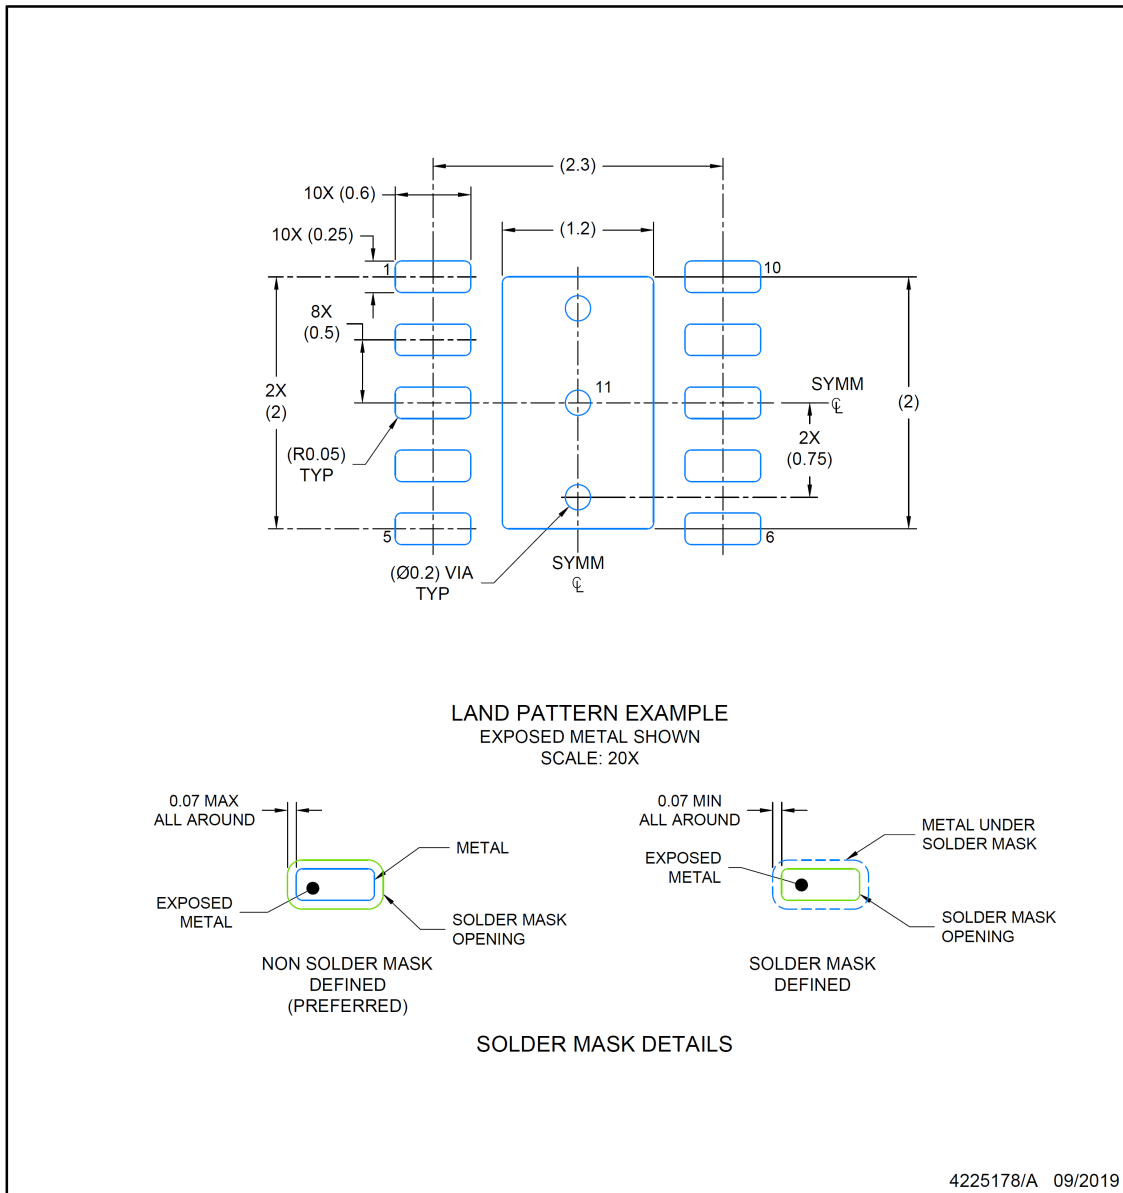 (2.3)
10X (0.6)
(1.2)
10X (0.25)
1
10
8X
(0.5)
11
SYMM
℄
2X
(2)
(2)
2X
(0.75)
(R0.05)
TYP
5
6
(Ø0.2) VIA
TYP
SYMM
℄
LAND PATTERN EXAMPLE
EXPOSED METAL SHOWN
SCALE: 20X
0.07 MAX
ALL AROUND
METAL
EXPOSED
METAL
SOLDER MASK
OPENING
NON SOLDER MASK
DEFINED
(PREFERRED)
0.07 MIN
ALL AROUND
METAL UNDER
SOLDER MASK
EXPOSED
METAL
SOLDER MASK
OPENING
SOLDER MASK
DEFINED
SOLDER MASK DETAILS
4225178/A 09/2019